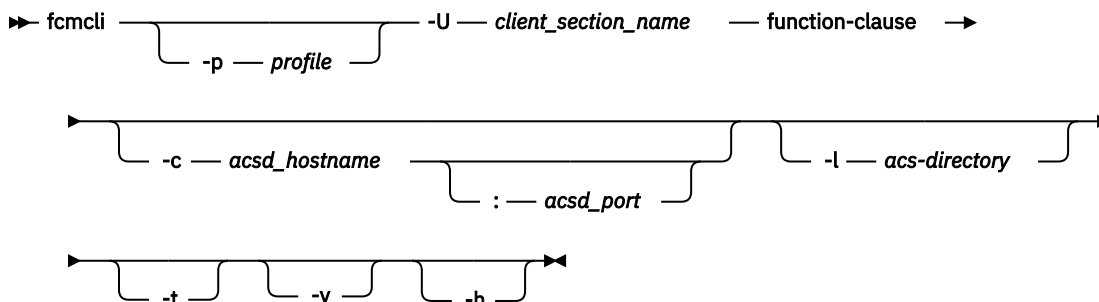 fcmcli -U client_section_name function-clause
-p profile
-c acsd_hostname -l acs-directory
: acsd_port
-t -v -h